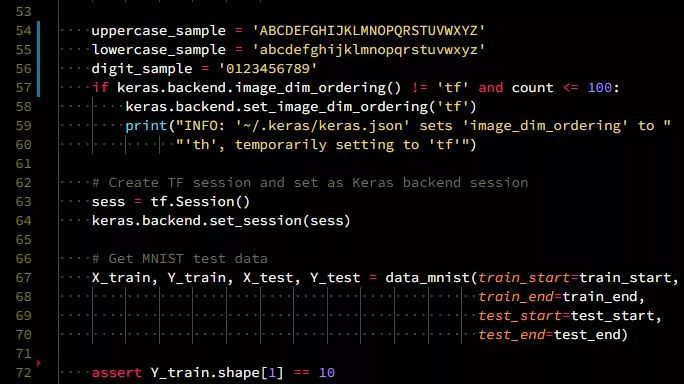 53
54 uppercase_sample = 'ABCDEFGHIJKLMNOPQRSTUVWXYZ'
55 lowercase_sample = 'abcdefghijklmnopqrstuvwxyz'
56 digit_sample = '0123456789'
57 if keras.backend.image_dim_ordering() != 'tf' and count <= 100:
58 keras.backend.set_image_dim_ordering('tf')
59 print("INFO: '~/.keras/keras.json' sets 'image_dim_ordering' to "
60 "'th', temporarily setting to 'tf'")
61
62 # Create TF session and set as Keras backend session
63 sess = tf.Session()
64 keras.backend.set_session(sess)
65
66 # Get MNIST test data
67 X_train, Y_train, X_test, Y_test = data_mnist(train_start=train_start,
68 train_end=train_end,
69 test_start=test_start,
70 test_end=test_end)
71
72 assert Y_train.shape[1] == 10